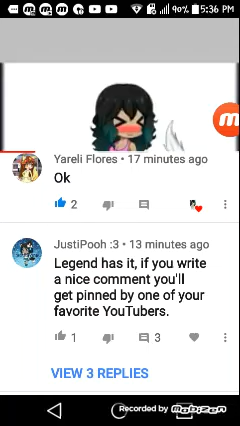 90% 5:36 PM
Yareli Flores • 17 minutes ago
Ok
2
JustiPooh :3 • 13 minutes ago
Legend has it, if you write
a nice comment you'll
get pinned by one of your
favorite YouTubers.
1 3
VIEW 3 REPLIES
Recorded by mobizen